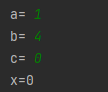 a= 1
b= 4
c= 0
x=0